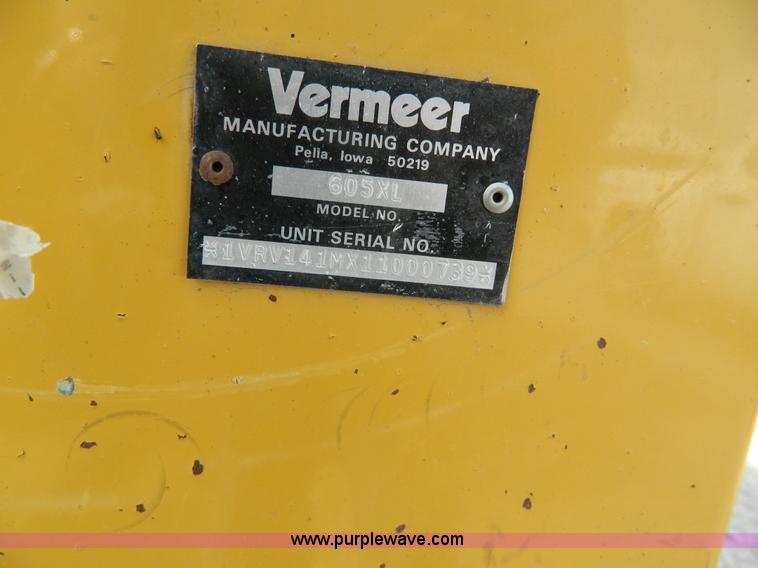 Vermeer
MANUFACTURING COMPANY
Pella, Iowa 50219
605XL
MODEL NO.
UNIT SERIAL NO.
*1VRV141MX11000739*
www.purplewave.com